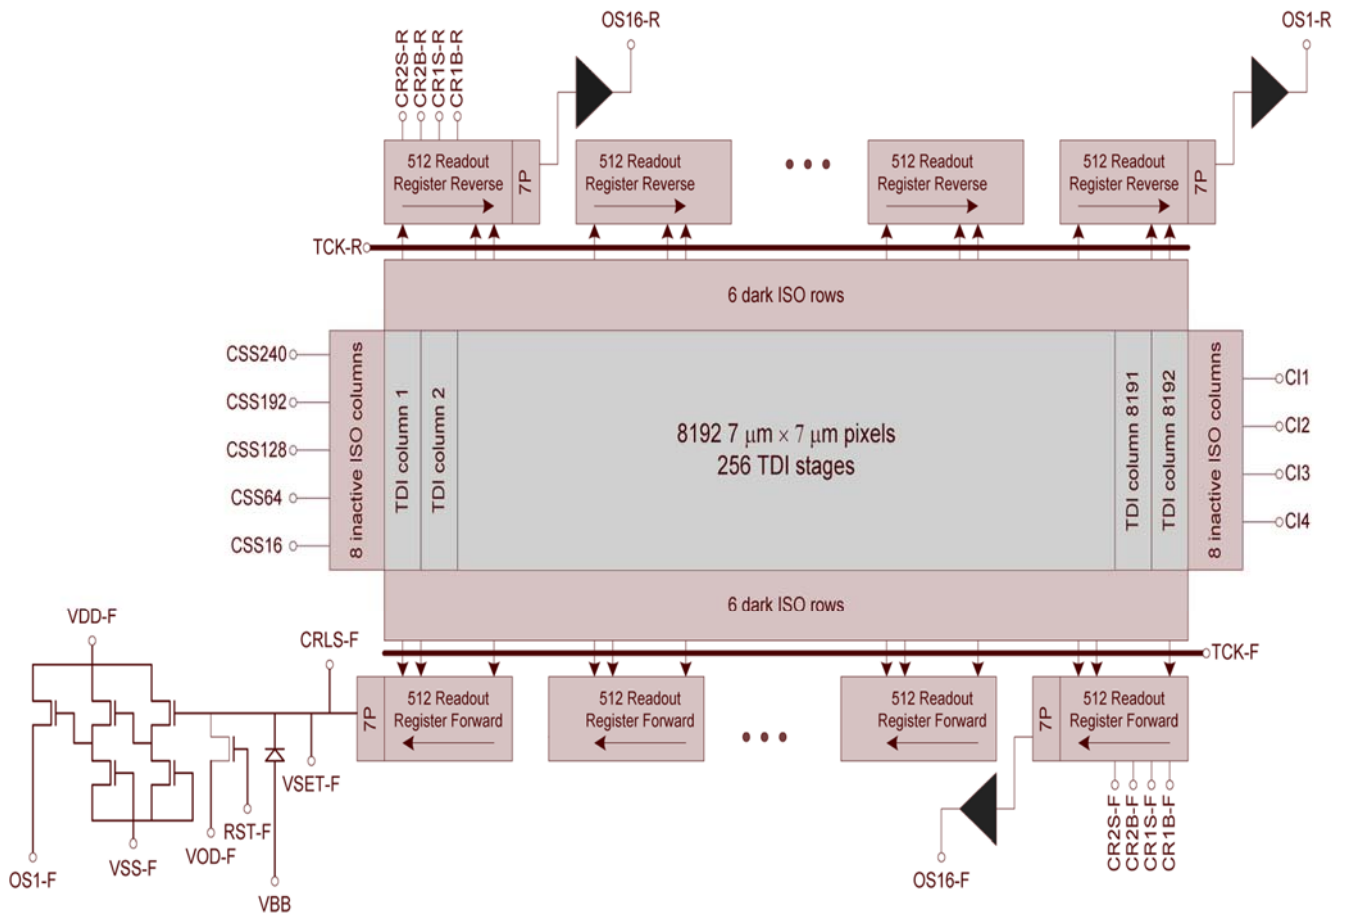 OS16-R
OS1-R
CR2S-R
CR2B-R
CR1S-R
CR1B-R
512 Readout
Register Reverse
7P
512 Readout
Register Reverse
512 Readout
Register Reverse
512 Readout
Register Reverse
7P
TCK-R
6 dark ISO rows
CSS240
CSS192
CSS128
CSS64
CSS16
8 inactive ISO columns
TDI column 1
TDI column 2
8192 7 μm × 7 μm pixels
256 TDI stages
TDI column 8191
TDI column 8192
8 inactive ISO columns
CI1
CI2
CI3
CI4
6 dark ISO rows
TCK-F
VDD-F
CRLS-F
7P
512 Readout
Register Forward
512 Readout
Register Forward
512 Readout
Register Forward
7P
512 Readout
Register Forward
VSET-F
RST-F
VOD-F
VSS-F
OS1-F
VBB
OS16-F
CR2S-F
CR2B-F
CR1S-F
CR1B-F